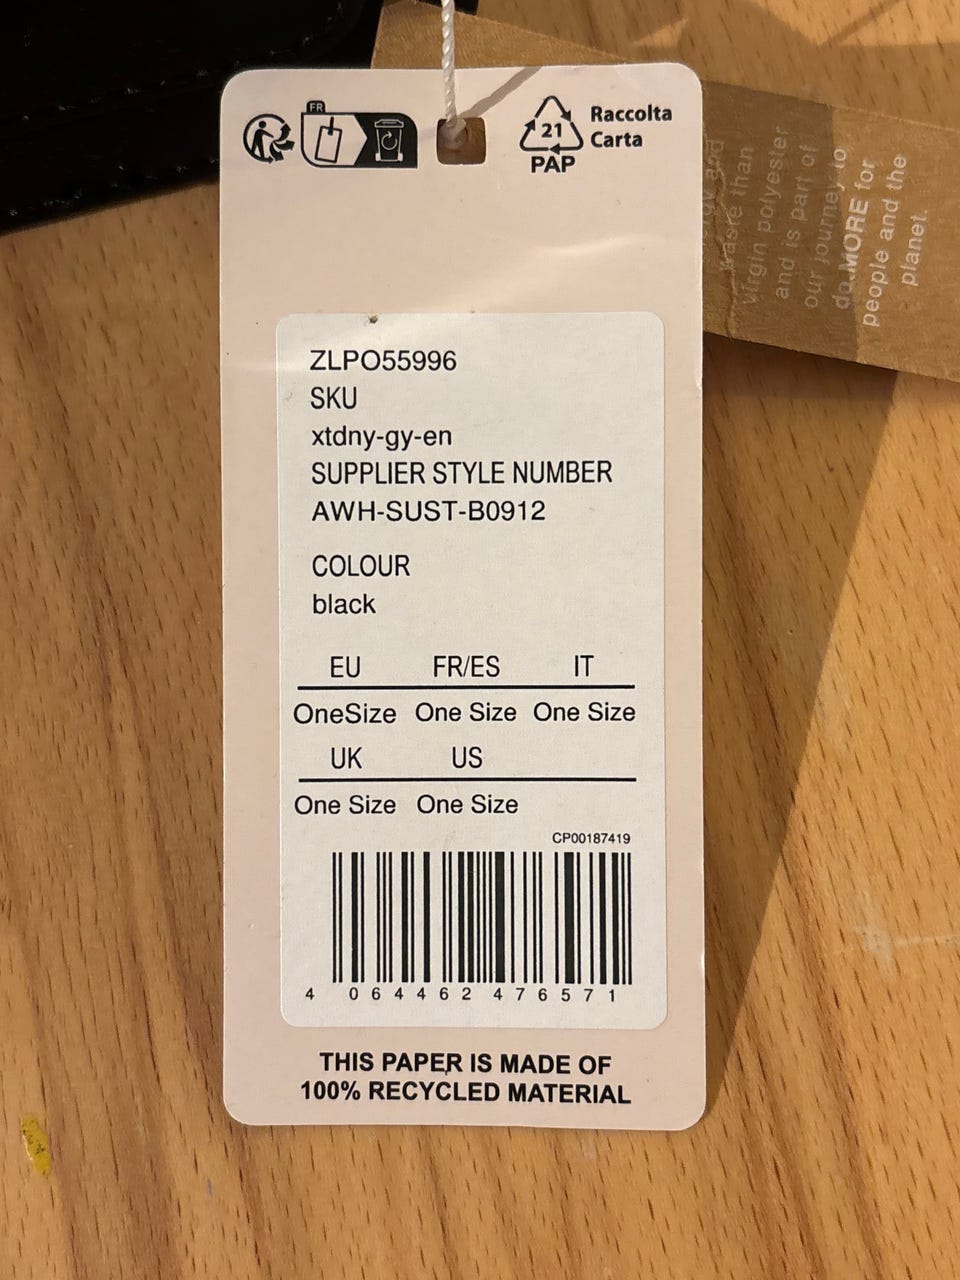 FR
21
PAP
Raccolta
Carta
ZLPO55996
SKU
xtdny-gy-en
SUPPLIER STYLE NUMBER
AWH-SUST-B0912
COLOUR
black
EU FR/ES IT
OneSize One Size One Size
UK US
One Size One Size
CP00187419
4 064462 476571
THIS PAPER IS MADE OF
100% RECYCLED MATERIAL
waste than
virgin polyester
and is part of
our journey to
do MORE for
people and the
planet.